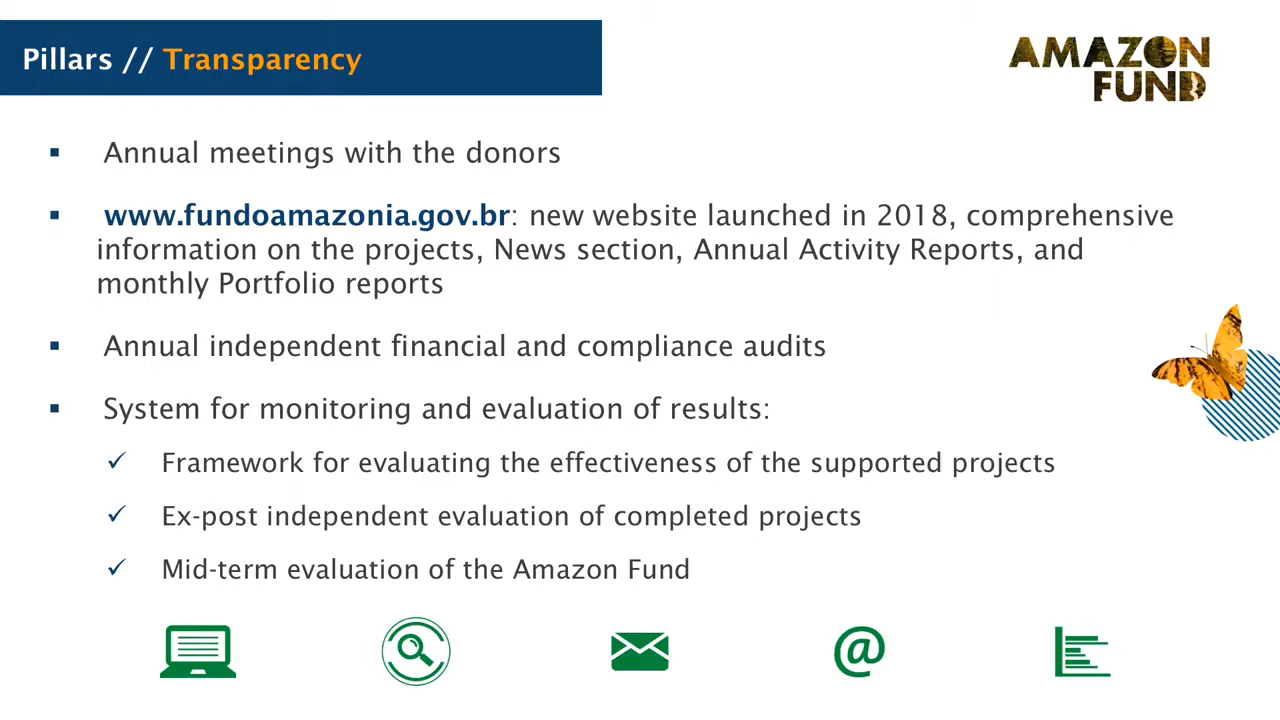 Pillars // Transparency
AMAZON
FUND
▪ Annual meetings with the donors
▪ www.fundoamazonia.gov.br: new website launched in 2018, comprehensive
information on the projects, News section, Annual Activity Reports, and
monthly Portfolio reports
▪ Annual independent financial and compliance audits
▪ System for monitoring and evaluation of results:
✓ Framework for evaluating the effectiveness of the supported projects
✓ Ex-post independent evaluation of completed projects
✓ Mid-term evaluation of the Amazon Fund
@